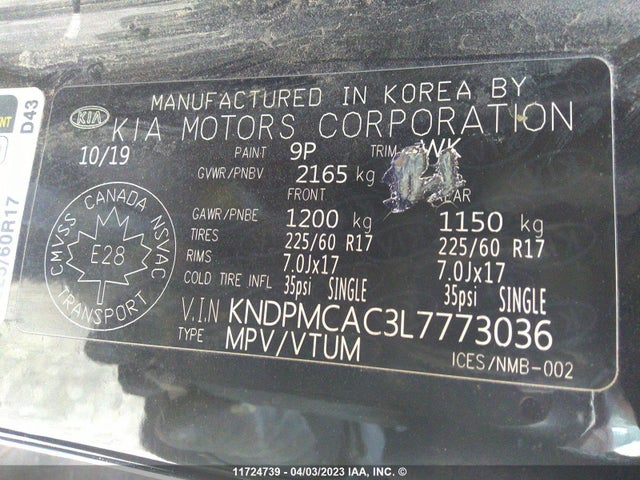 MANUFACTURED IN KOREA BY
KIA KIA MOTORS CORPORATION
10/19 PAINT 9P TRIM WK
GVWR/PNBV 2165 kg
FRONT REAR
GAWR/PNBE 1200 kg 1150 kg
TIRES 225/60 R17 225/60 R17
RIMS 7.0Jx17 7.0Jx17
COLD TIRE INFL 35psi SINGLE 35psi SINGLE
V.I.N KNDPMCAC3L7773036
TYPE MPV/VTUM
ICES/NMB-002
CANADA
CMVSS NSVAC
E28
TRANSPORT
D43
5/60R17
11724739 - 04/03/2023 IAA, INC. ©